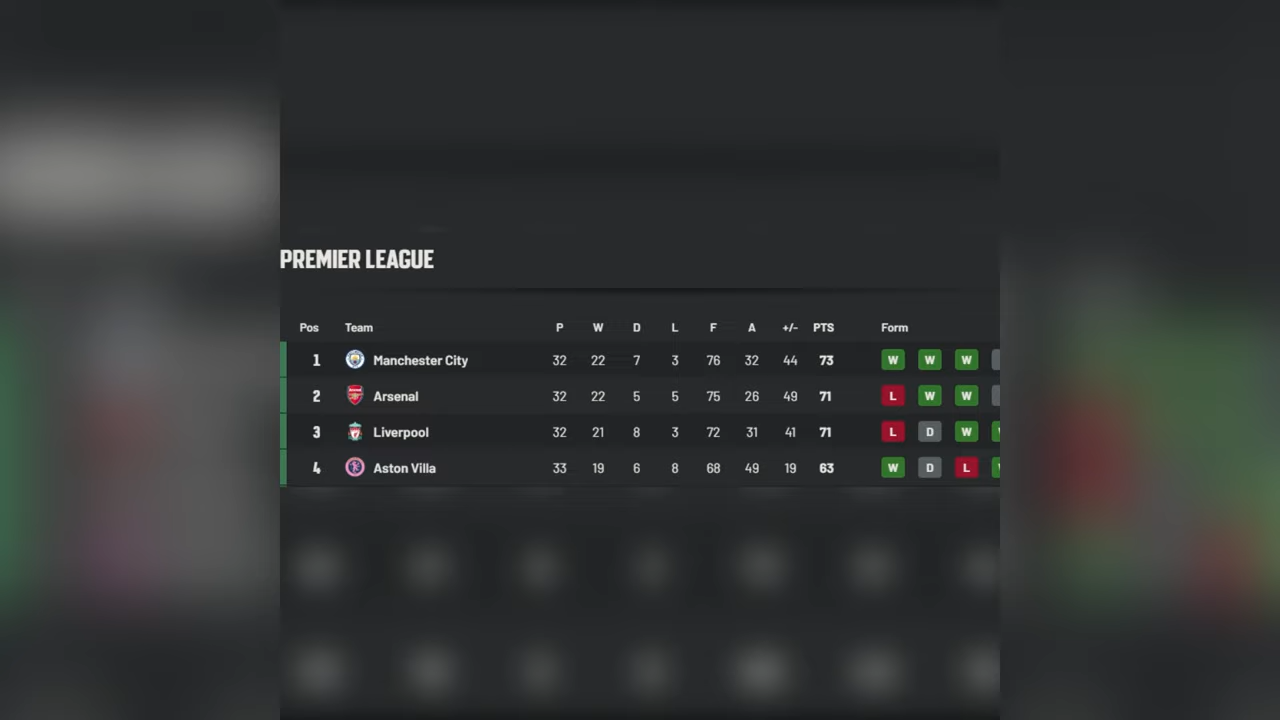 PREMIER LEAGUE
Pos Team P W D L F A +/- PTS Form
1 Manchester City 32 22 7 3 76 32 44 73 W W W
2 Arsenal 32 22 5 5 75 26 49 71 L W W
3 Liverpool 32 21 8 3 72 31 41 71 L D W
4 Aston Villa 33 19 6 8 68 49 19 63 W D L